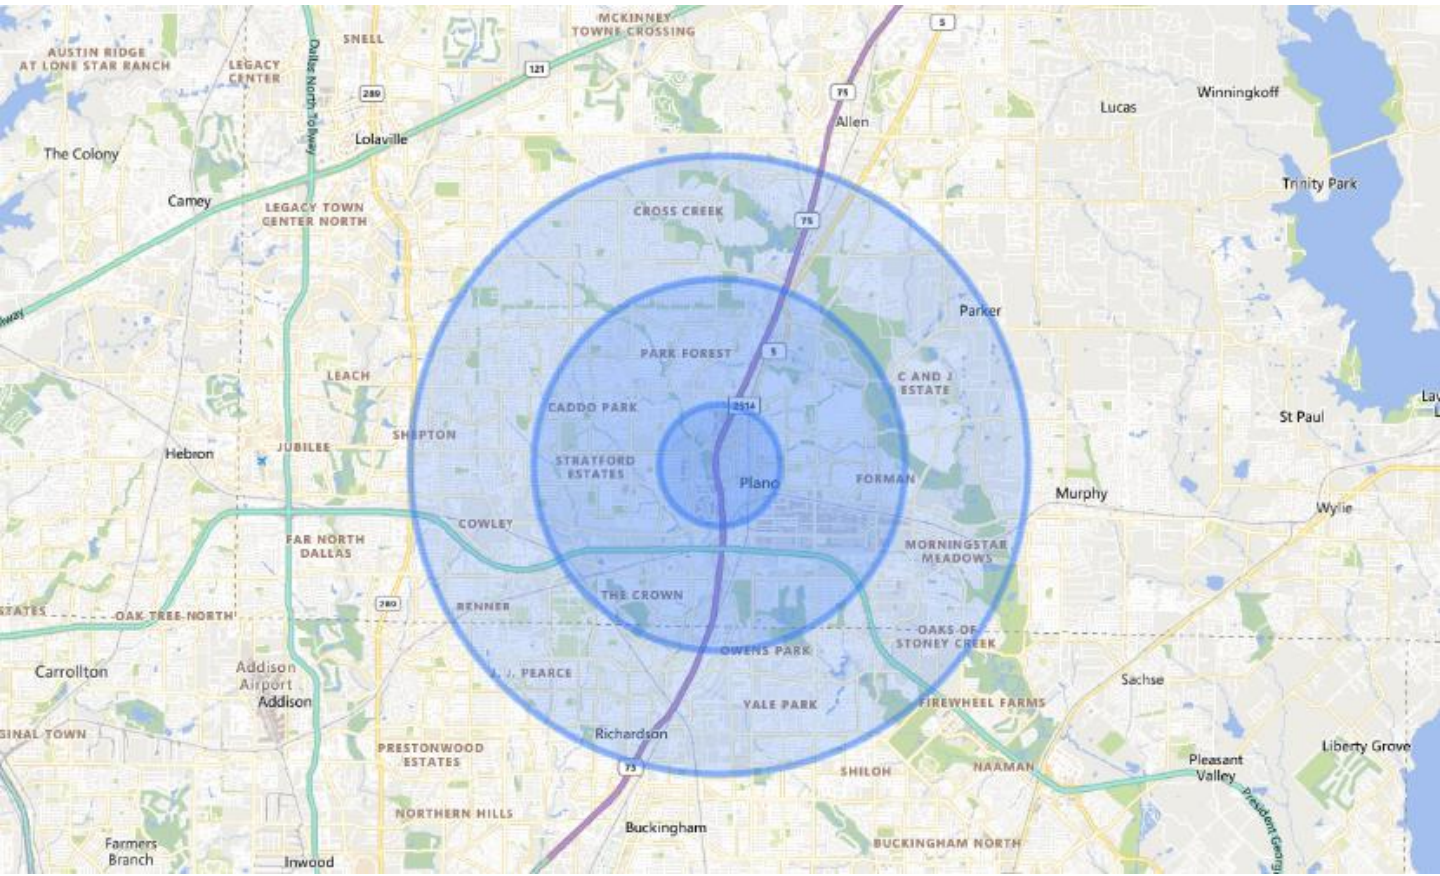 MCKINNEY
TOWNE CROSSING
5
SNELL
AUSTIN RIDGE
AT LONE STAR RANCH
LEGACY
CENTER
Dallas North Tollway
121
289
75
Winningkoff
Lucas
Allen
Lolaville
The Colony
Trinity Park
Camey
LEGACY TOWN
CENTER NORTH
CROSS CREEK
75
Parker
PARK FOREST
5
LEACH
C AND J
ESTATE
CADDO PARK
2514
St Paul
SHEPTON
JUBILEE
Hebron
STRATFORD
ESTATES
Plano
FORMAN
Murphy
Wylie
COWLEY
FAR NORTH
DALLAS
MORNINGSTAR
MEADOWS
THE CROWN
289
RENNER
OAK TREE NORTH
OAKS OF
STONEY CREEK
OWENS PARK
Carrollton
Addison
Airport
Addison
J. J. PEARCE
Sachse
YALE PARK
FIREWHEEL FARMS
Richardson
PRESTONWOOD
ESTATES
Liberty Grove
75
SHILOH
NAAMAN
Pleasant
Valley
President Georg
NORTHERN HILLS
Buckingham
BUCKINGHAM NORTH
Farmers
Branch
Inwood